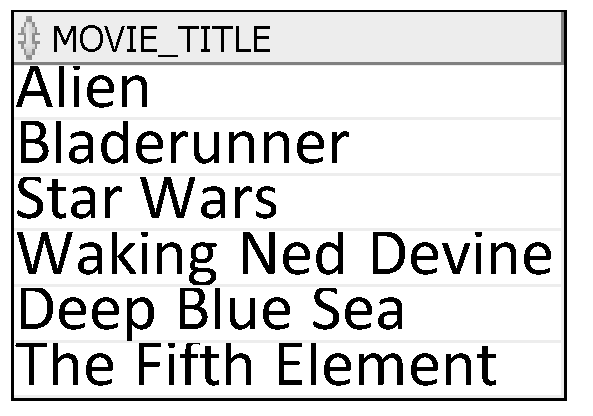 MOVIE_TITLE
Alien
Bladerunner
Star Wars
Waking Ned Devine
Deep Blue Sea
The Fifth Element